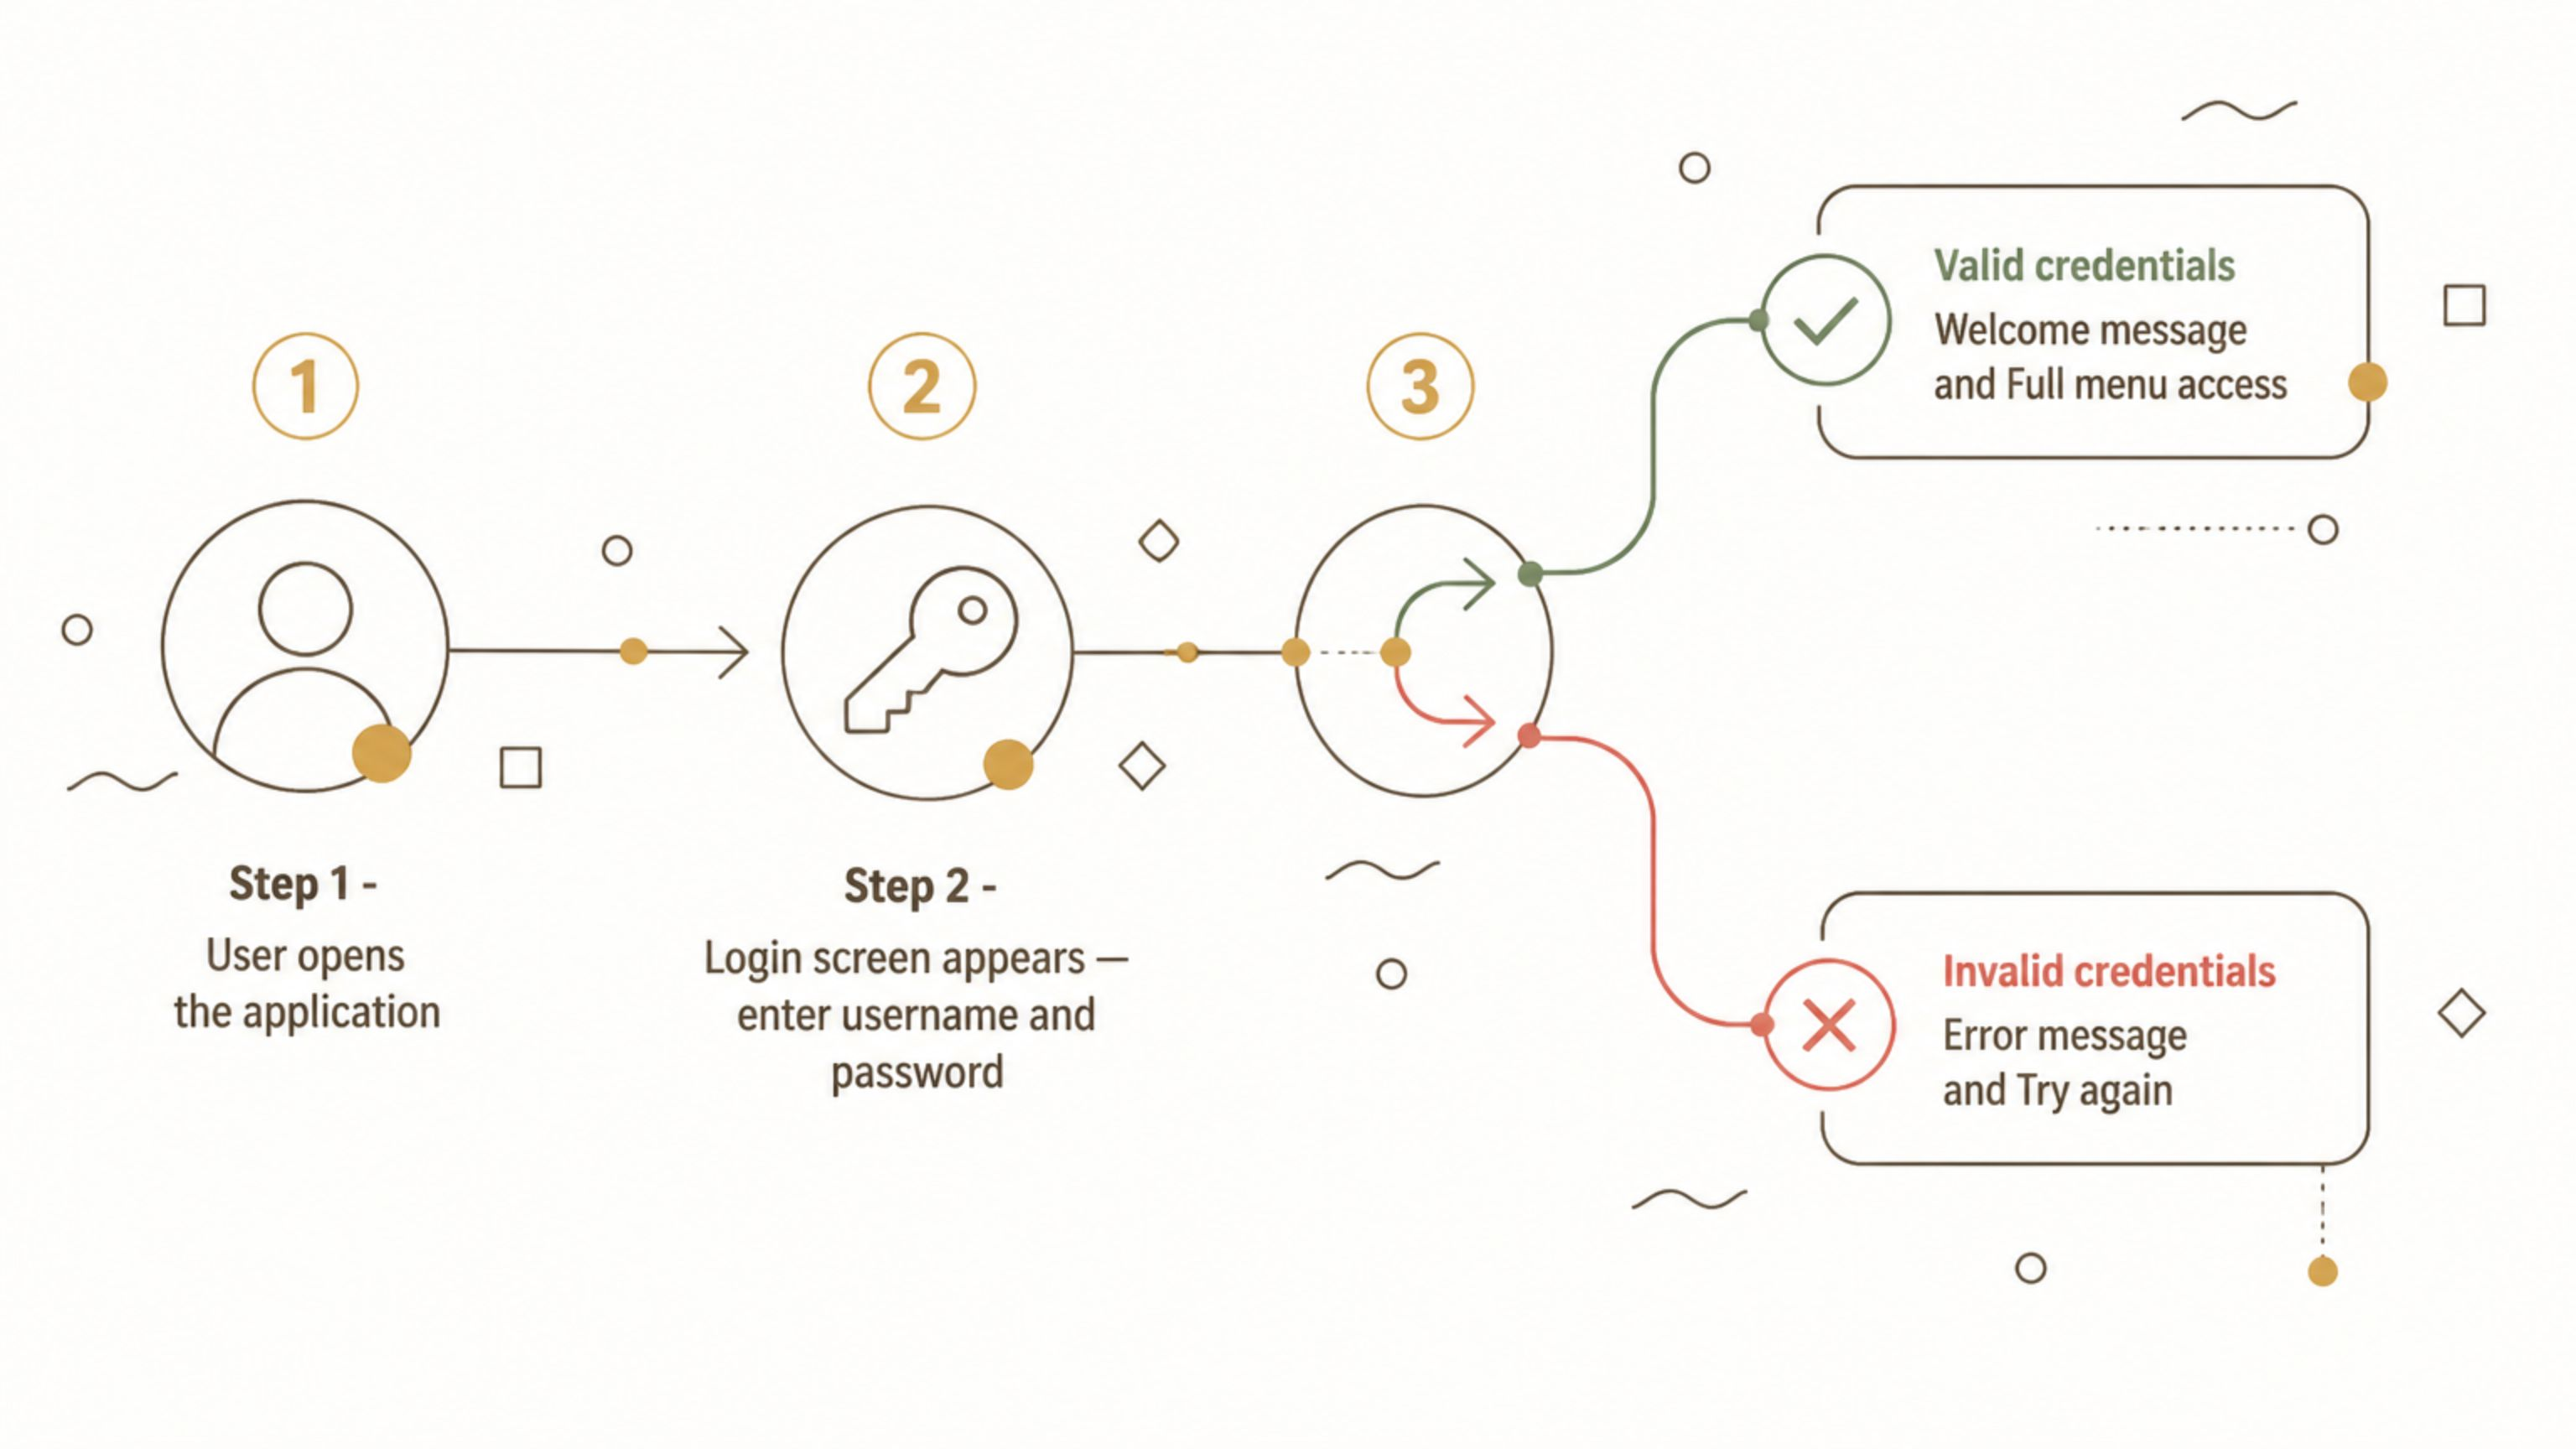 1
2
3
Step 1 -
User opens
the application
Step 2 -
Login screen appears —
enter username and
password
Valid credentials
Welcome message
and Full menu access
Invalid credentials
Error message
and Try again